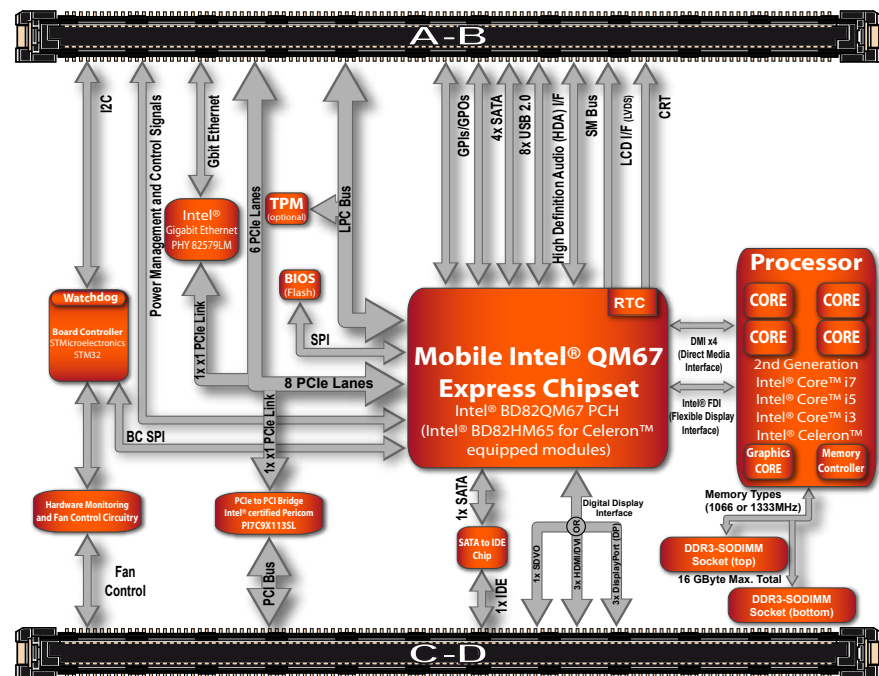 A-B
I2C
Power Management and Control Signals
Gbit Ethernet
6 PCIe Lanes
LPC Bus
GPIs/GPOs
4x SATA
8x USB 2.0
High Definition Audio (HDA) I/F
SM Bus
LCD I/F (LVDS)
CRT
Intel®
Gigabit Ethernet
PHY 82579LM
TPM
(optional)
BIOS
(Flash)
SPI
Watchdog
Board Controller
STMicroelectronics
STM32
1x x1 PCIe Link
8 PCIe Lanes
1x x1 PCIe Link
BC SPI
RTC
Mobile Intel® QM67
Express Chipset
Intel® BD82QM67 PCH
(Intel® BD82HM65 for Celeron™
equipped modules)
DMI x4
(Direct Media
Interface)
Intel® FDI
(Flexible Display
Interface)
Processor
CORE
CORE
CORE
CORE
2nd Generation
Intel® Core™ i7
Intel® Core™ i5
Intel® Core™ i3
Intel® Celeron™
Graphics
CORE
Memory
Controller
Memory Types
(1066 or 1333MHz)
DDR3-SODIMM
Socket (top)
16 GByte Max. Total
DDR3-SODIMM
Socket (bottom)
Hardware Monitoring
and Fan Control Circuitry
Fan
Control
PCIe to PCI Bridge
Intel® certified Pericom
PI7C9X113SL
PCI Bus
1x SATA
SATA to IDE
Chip
1x IDE
Digital Display
Interface
OR
1x SDVO
3x HDMI/DVI
3x DisplayPort (DP)
C-D